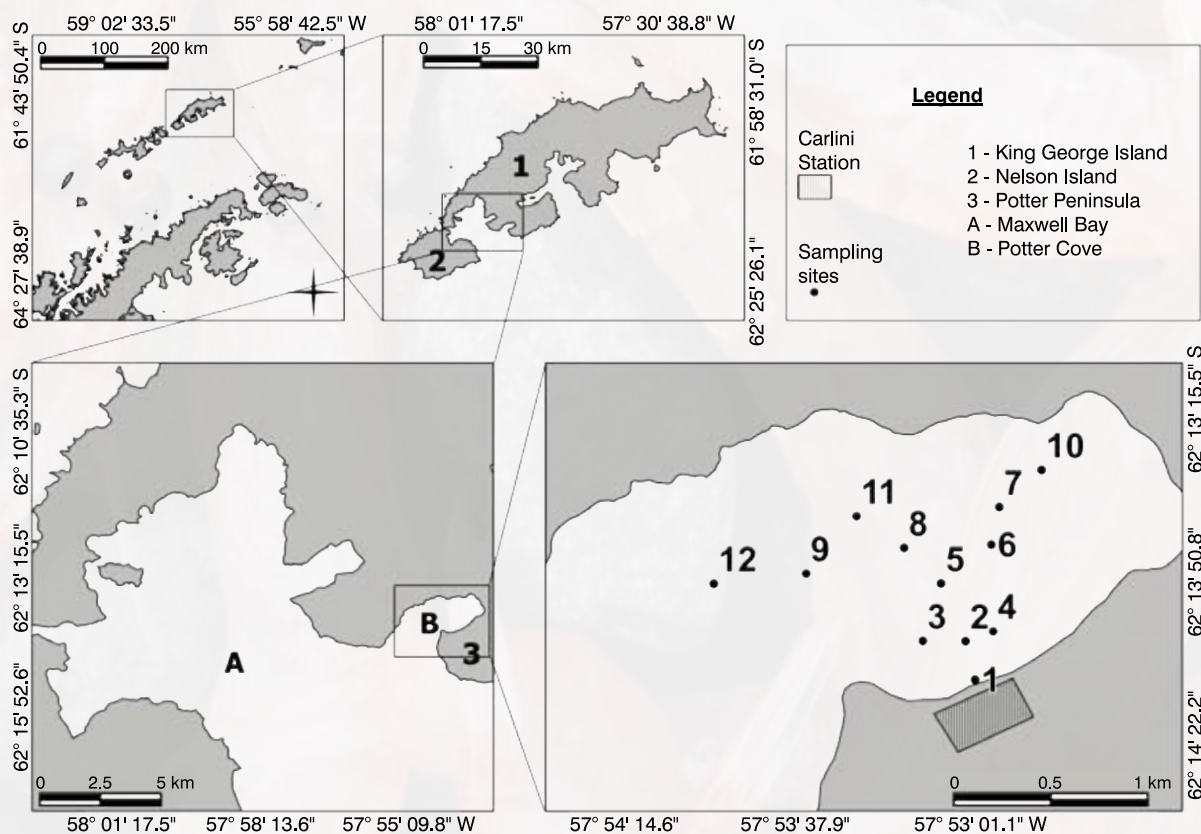 59 02' 33.5"    55° 58' 42.5" W
0    100    200 km
61° 43' 50.4" S
64° 27' 38.9"
58° 01' 17.5"    57° 30' 38.8" W
0    15    30 km
1
2
61° 58' 31.0" S
62° 25' 26.1"
Legend
Carlini
Station
Sampling
sites
1 - King George Island
2 - Nelson Island
3 - Potter Peninsula
A - Maxwell Bay
B - Potter Cove
62° 10' 35.3" S
62° 13' 15.5"
62° 15' 52.6"
A
B
3
0    2.5    5 km
58° 01' 17.5"    57° 58' 13.6"    57° 55' 09.8" W
10
7
11
8
6
12
9
5
3
2
4
1
0    0.5    1 km
62° 13' 15.5" S
62° 13' 50.8"
62° 14' 22.2"
57° 54' 14.6"    57° 53' 37.9"    57° 53' 01.1" W